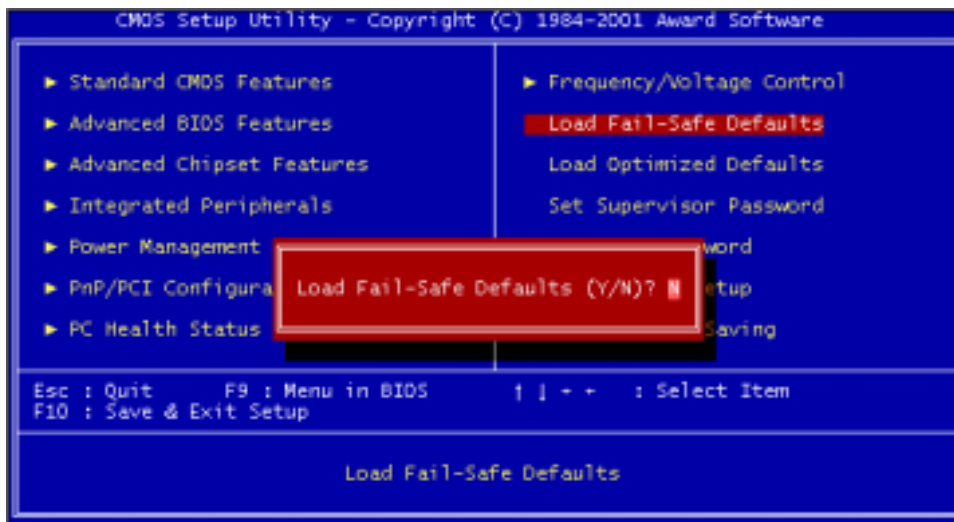 CMOS Setup Utility - Copyright (C) 1984-2001 Award Software
► Standard CMOS Features
► Advanced BIOS Features
► Advanced Chipset Features
► Integrated Peripherals
► Power Management
► PnP/PCI Configura
► PC Health Status
► Frequency/Voltage Control
Load Fail-Safe Defaults
Load Optimized Defaults
Set Supervisor Password
word
etup
Saving
Load Fail-Safe Defaults (Y/N)? N
Esc : Quit F9 : Menu in BIOS ↑ ↓ → ← : Select Item
F10 : Save & Exit Setup
Load Fail-Safe Defaults